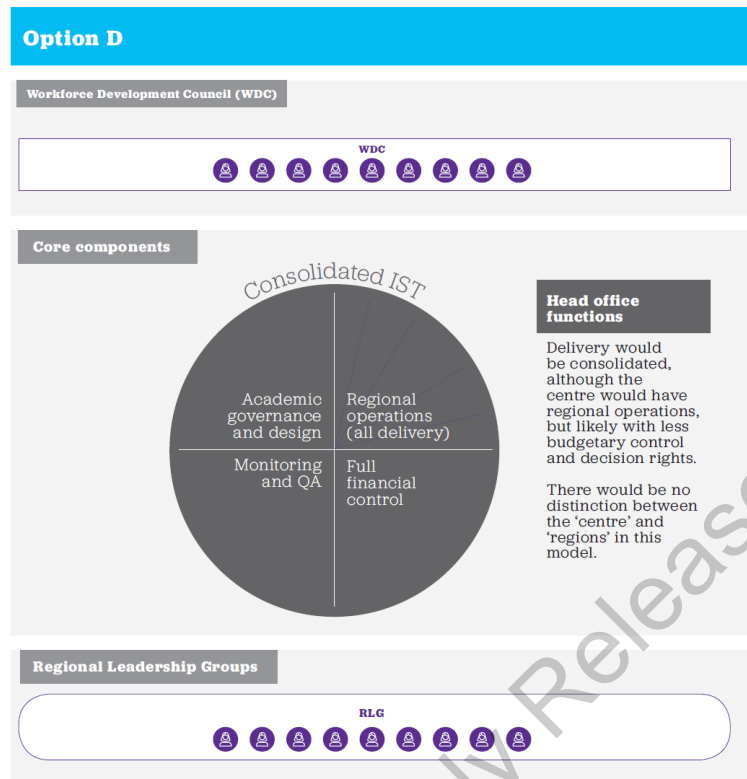 Option D
Workforce Development Council (WDC)
WDC
Core components
Consolidated IST
Academic
governance
and design
Regional
operations
(all delivery)
Monitoring
and QA
Full
financial
control
Head office
functions
Delivery would
be consolidated,
although the
centre would have
regional operations,
but likely with less
budgetary control
and decision rights.
There would be no
distinction between
the ‘centre’ and
‘regions’ in this
model.
Regional Leadership Groups
RLG